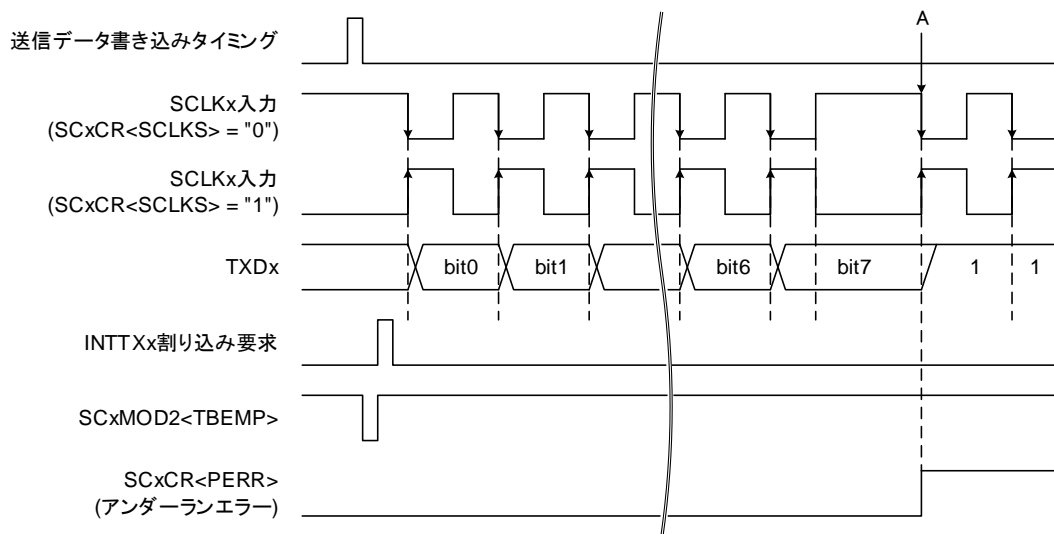 A
送信データ書き込みタイミング
SCLKx入力
(SCxCR<SCLKS> = "0")
SCLKx入力
(SCxCR<SCLKS> = "1")
TXDx
bit0
bit1
bit6
bit7
1
1
INTTXx割り込み要求
SCxMOD2<TBEMP>
SCxCR<PERR>
(アンダーランエラー)